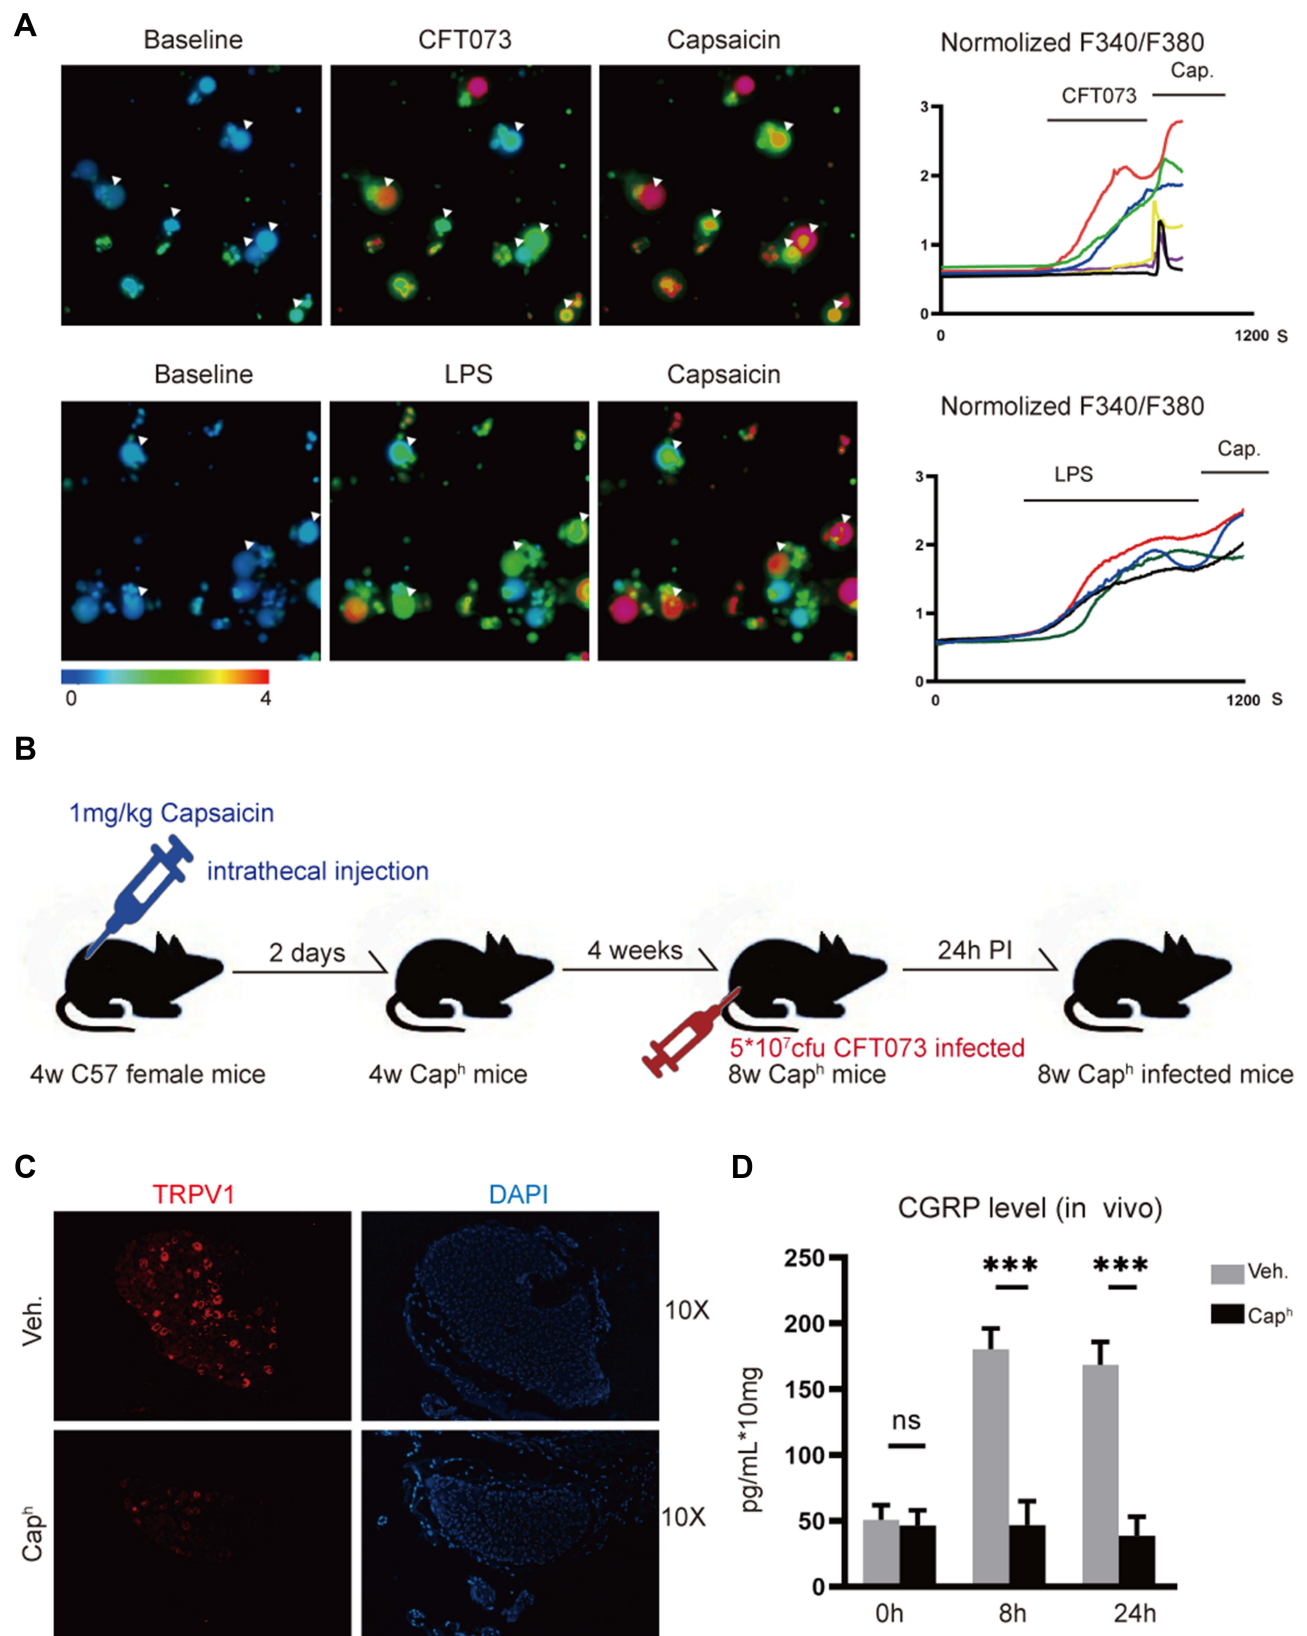 A
Baseline
CFT073
Capsaicin
Normolized F340/F380
CFT073
Cap.
3
2
1
0
0
1200 S
Baseline
LPS
Capsaicin
Normolized F340/F380
LPS
Cap.
3
2
1
0
0
1200 S
0
4
B
1mg/kg Capsaicin
intrathecal injection
2 days
4 weeks
24h PI
5*10⁷cfu CFT073 infected
4w C57 female mice
4w Capʰ mice
8w Capʰ mice
8w Capʰ infected mice
C
TRPV1
DAPI
Veh.
10X
Capʰ
10X
D
CGRP level (in vivo)
pg/mL*10mg
250
200
150
100
50
0
ns
***
***
0h
8h
24h
Veh.
Capʰ